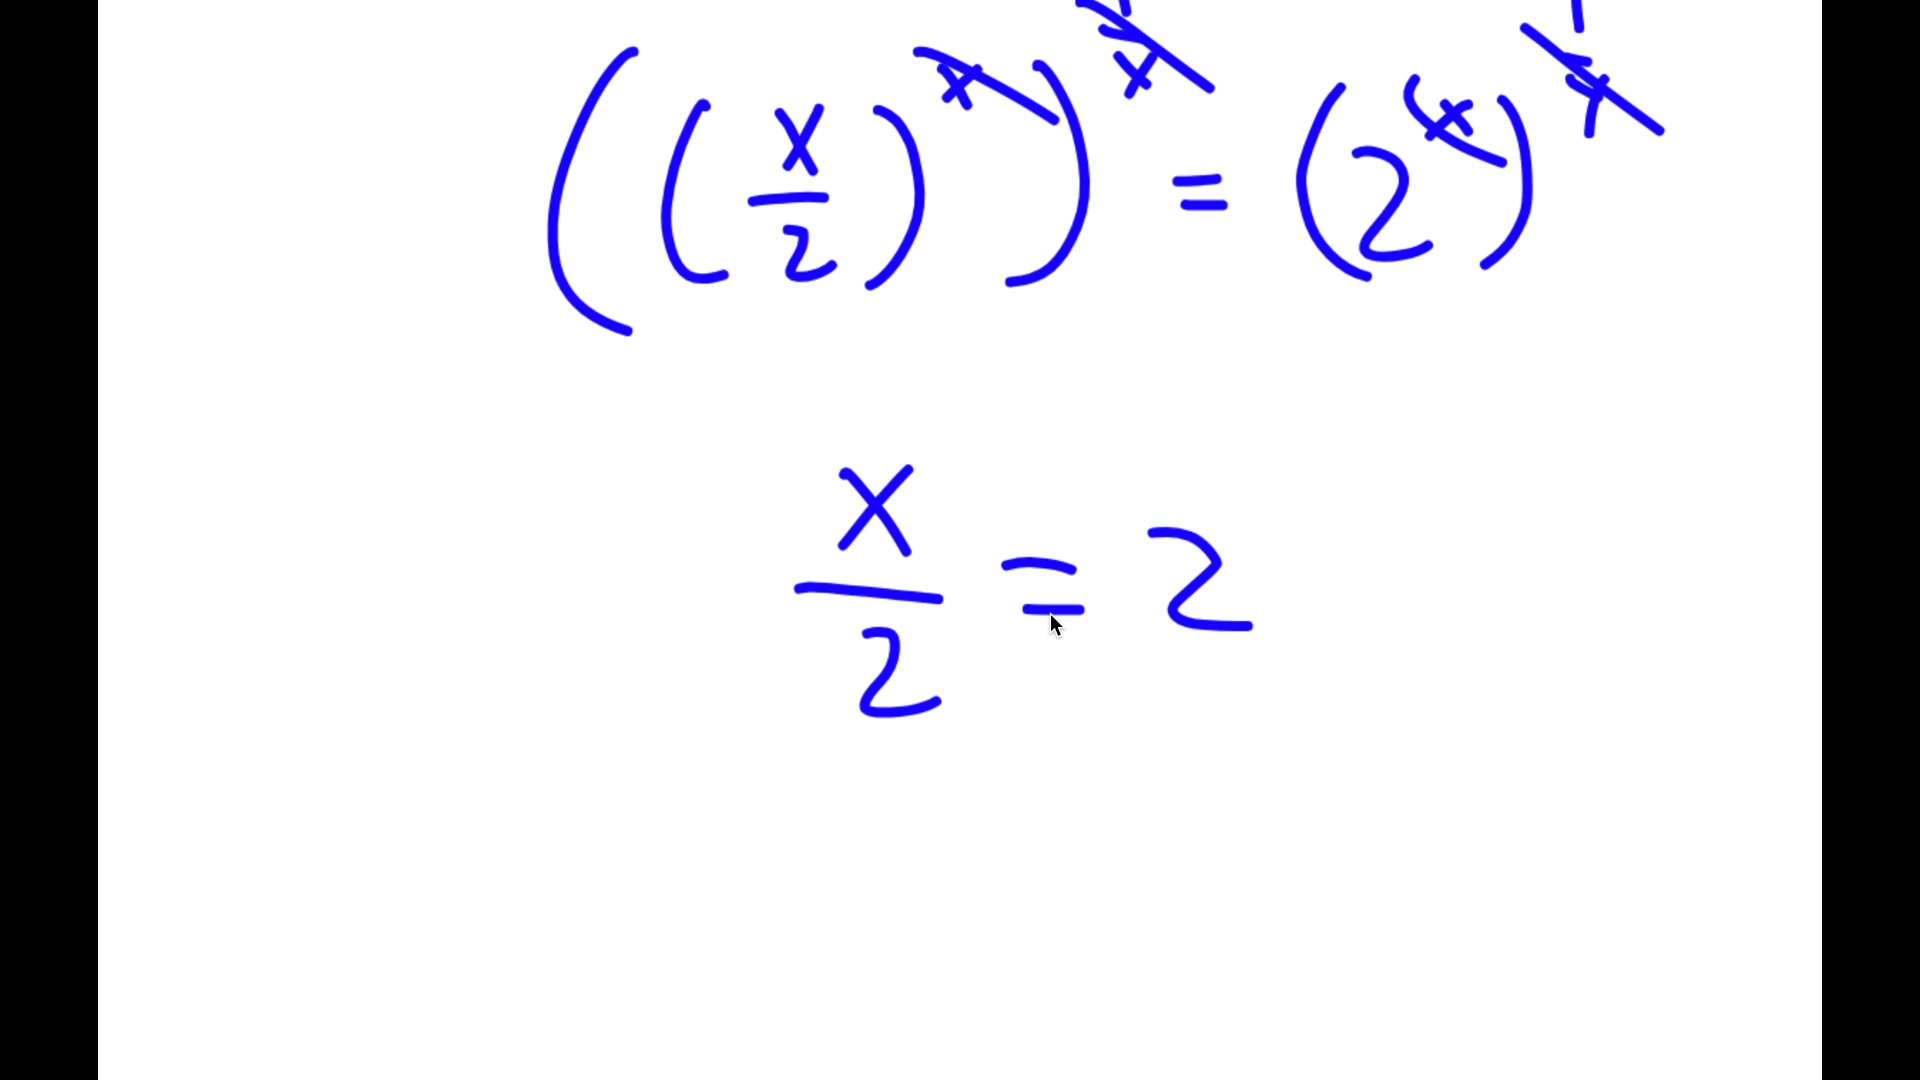 ((x/2)^x)^(1/x) = (2^x)^(1/x)
x/2 = 2